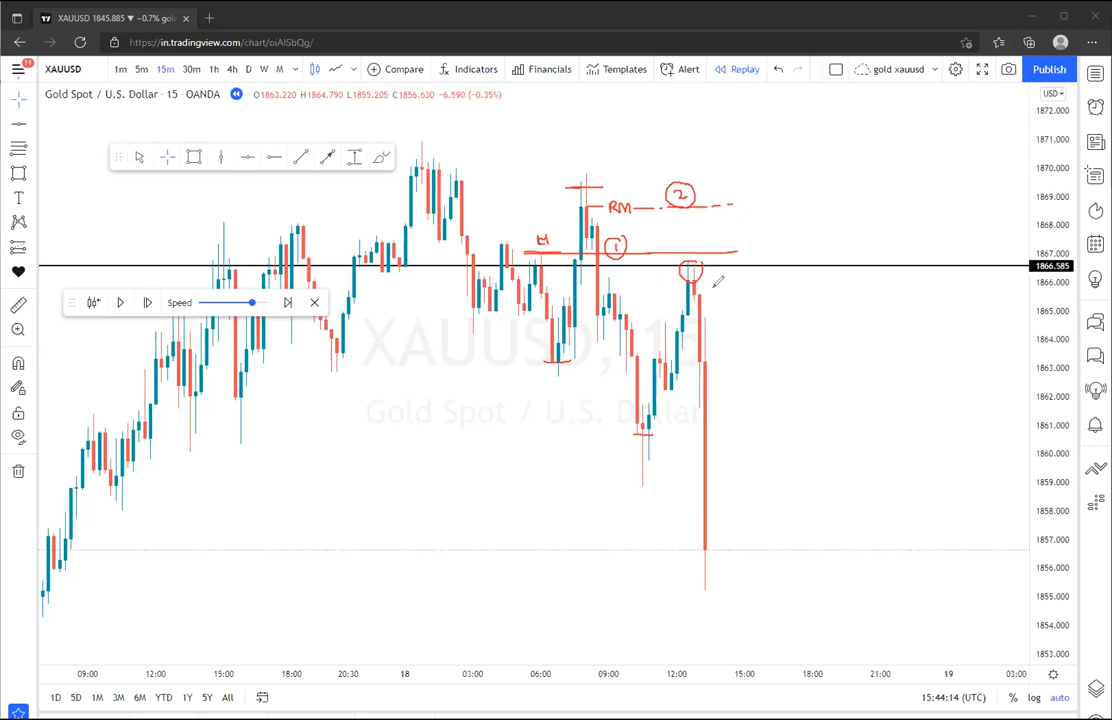 XAUUSD 1845.885 ▼ −0.7% gol
https://in.tradingview.com/chart/oiAlSbQg/
11
XAUUSD 1m 5m 15m 30m 1h 4h D W M Compare Indicators Financials Templates Alert Replay gold xauusd Publish
Gold Spot / U.S. Dollar · 15 · OANDA O1863.220 H1864.790 L1855.205 C1856.630 −6.590 (−0.35%)
USD
1872.000
1871.000
1870.000
1869.000
2
RM
1868.000
H
1
1867.000
1866.585
1866.000
Speed
1865.000
XAUUSD, 15
1864.000
1863.000
1862.000
Gold Spot / U.S. Dollar
1861.000
1860.000
1859.000
1858.000
1857.000
1856.000
1855.000
1854.000
1853.000
09:00 12:00 15:00 18:00 20:30 18 03:00 06:00 09:00 12:00 15:00 18:00 21:00 19 03:00
1D 5D 1M 3M 6M YTD 1Y 5Y All 15:44:14 (UTC) % log auto